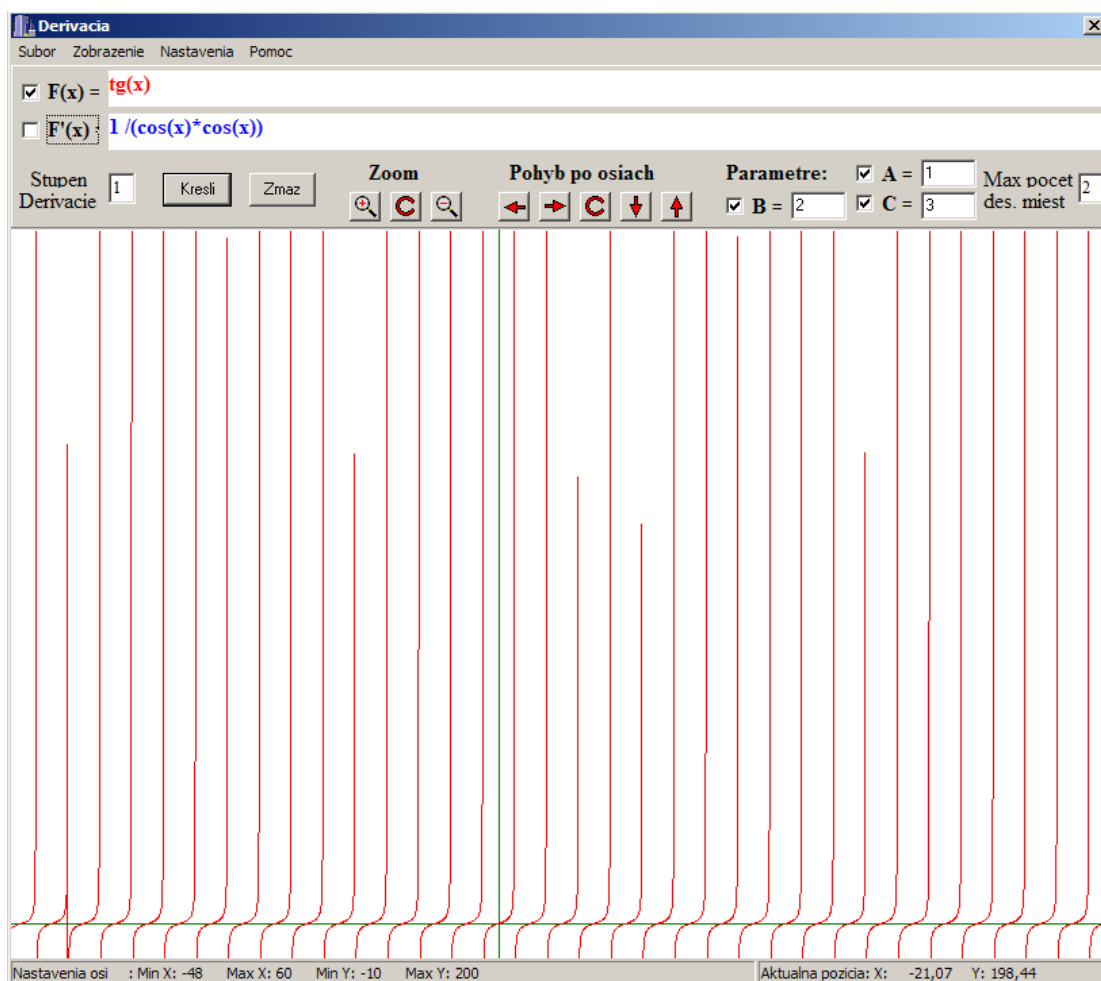 Derivacia
Subor Zobrazenie Nastavenia Pomoc
F(x) = tg(x)
F'(x) : 1 /(cos(x)*cos(x))
Stupen Derivacie 1 Kresli Zmaz
Zoom C
Pohyb po osiach C
Parametre: A = 1
B = 2 C = 3
Max pocet des. miest 2
Nastavenia osi : Min X: -48 Max X: 60 Min Y: -10 Max Y: 200 Aktualna pozicia: X: -21,07 Y: 198,44